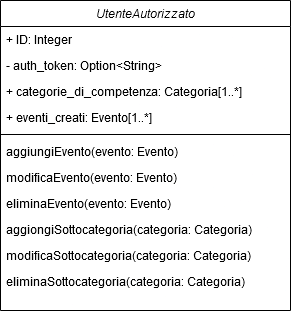 UtenteAutorizzato
+ ID: Integer
- auth_token: Option<String>
+ categorie_di_competenza: Categoria[1..*]
+ eventi_creati: Evento[1..*]
aggiungiEvento(evento: Evento)
modificaEvento(evento: Evento)
eliminaEvento(evento: Evento)
aggiongiSottocategoria(categoria: Categoria)
modificaSottocategoria(categoria: Categoria)
eliminaSottocategoria(categoria: Categoria)